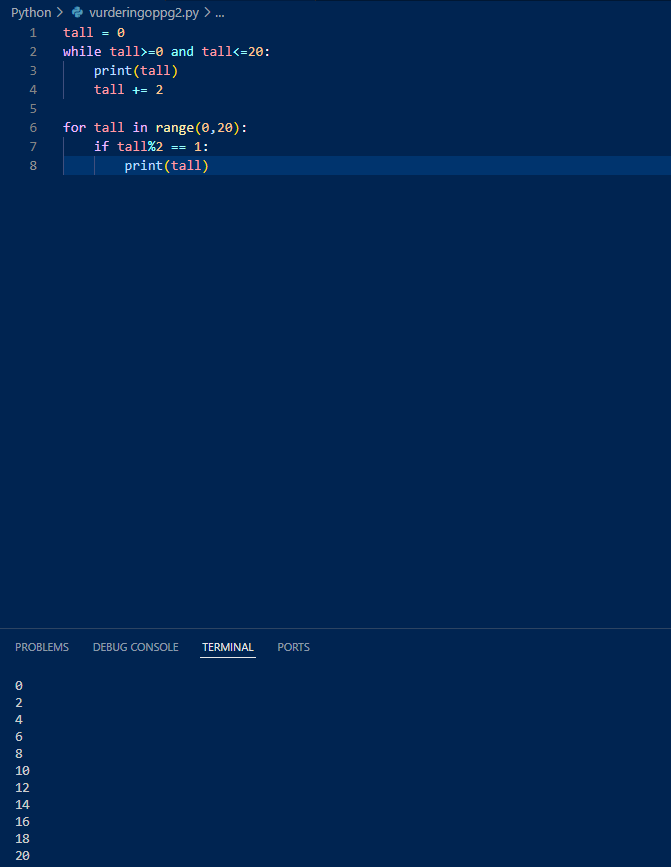 Python > vurderingoppg2.py > ...
1 tall = 0
2 while tall>=0 and tall<=20:
3     print(tall)
4     tall += 2
5
6 for tall in range(0,20):
7     if tall%2 == 1:
8         print(tall)
PROBLEMS DEBUG CONSOLE TERMINAL PORTS
0
2
4
6
8
10
12
14
16
18
20